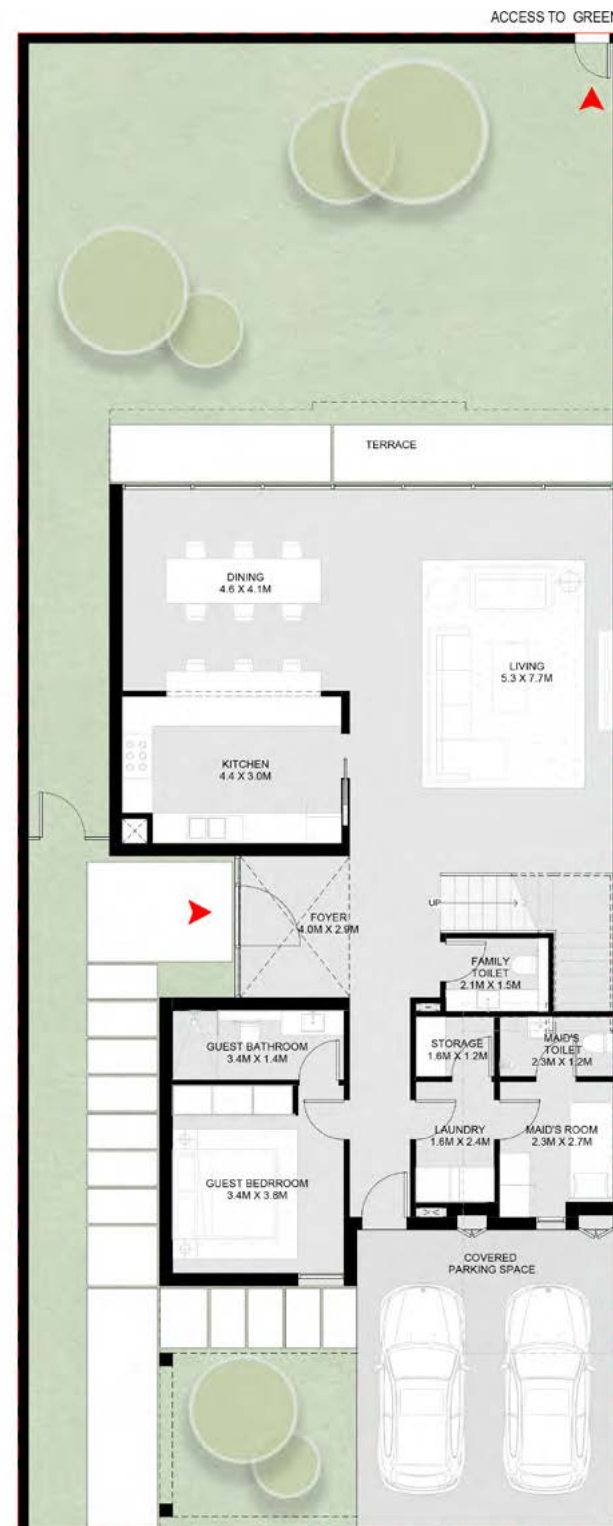 ACCESS TO GREEN
TERRACE
DINING
4.6 X 4.1M
LIVING
5.3 X 7.7M
KITCHEN
4.4 X 3.0M
FOYER
4.0M X 2.9M
UP
FAMILY
TOILET
2.1M X 1.5M
GUEST BATHROOM
3.4M X 1.4M
STORAGE
1.6M X 1.2M
MAID'S
TOILET
2.3M X 1.2M
LAUNDRY
1.6M X 2.4M
MAID'S ROOM
2.3M X 2.7M
GUEST BEDRROOM
3.4M X 3.8M
COVERED
PARKING SPACE